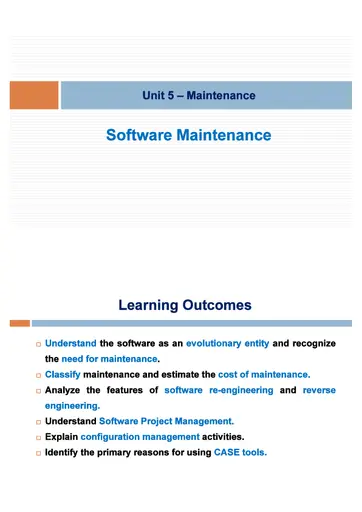 Unit 5 – Maintenance
Software Maintenance
Learning Outcomes
□ Understand the software as an evolutionary entity and recognize
the need for maintenance.
□ Classify maintenance and estimate the cost of maintenance.
□ Analyze the features of software re-engineering and reverse
engineering.
□ Understand Software Project Management.
□ Explain configuration management activities.
□ Identify the primary reasons for using CASE tools.